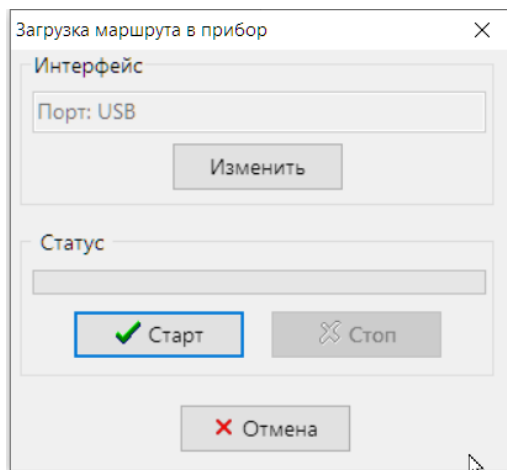 Загрузка маршрута в прибор
Интерфейс
Порт: USB
Изменить
Статус
Старт
Стоп
Отмена